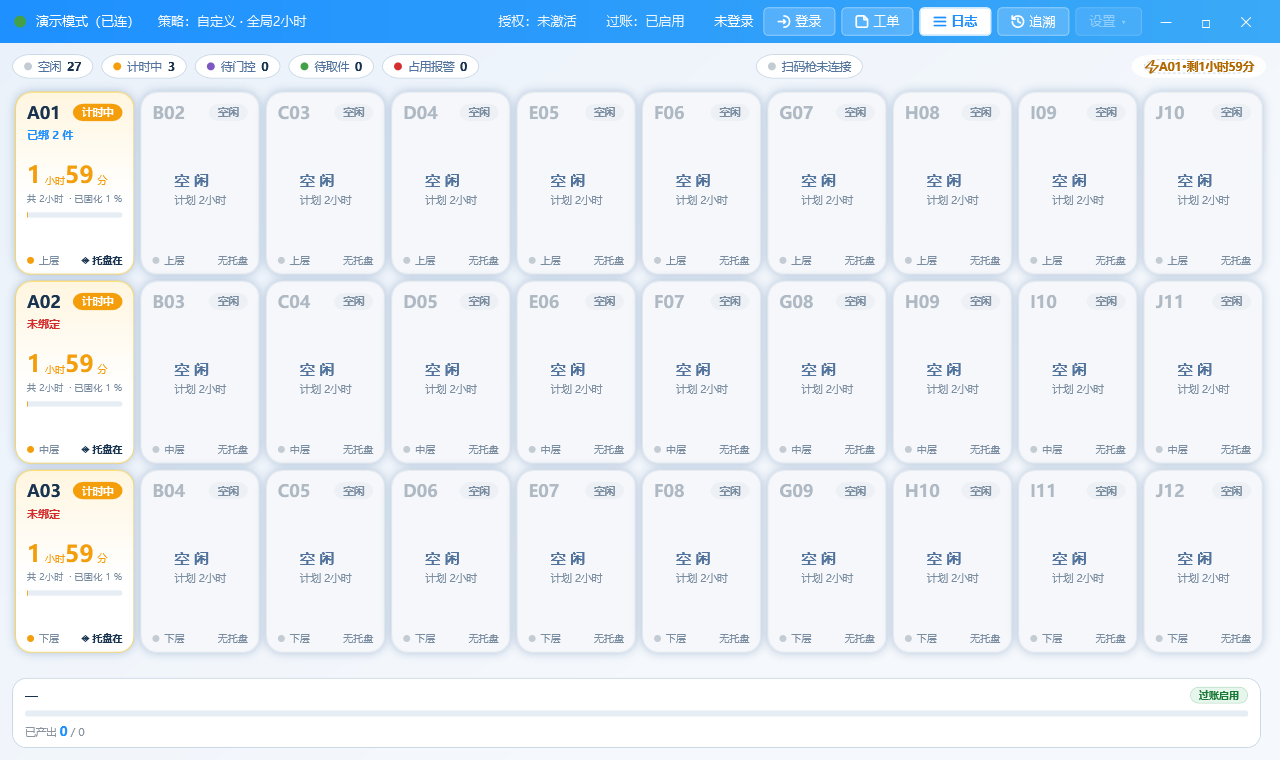 演示模式（已连） 策略：自定义 · 全局2小时 授权：未激活 过账：已启用 未登录 登录 工单 日志 追溯 设置
空闲 27 计时中 3 待门控 0 待取件 0 占用报警 0 扫码枪未连接 A01•剩1小时59分
A01 计时中 B02 空闲 C03 空闲 D04 空闲 E05 空闲 F06 空闲 G07 空闲 H08 空闲 I09 空闲 J10 空闲
已绑 2 件
1 小时 59 分 空 闲 空 闲 空 闲 空 闲 空 闲 空 闲 空 闲 空 闲 空 闲
共 2小时 · 已固化 1 % 计划 2小时 计划 2小时 计划 2小时 计划 2小时 计划 2小时 计划 2小时 计划 2小时 计划 2小时 计划 2小时
上层 托盘在 上层 无托盘 上层 无托盘 上层 无托盘 上层 无托盘 上层 无托盘 上层 无托盘 上层 无托盘 上层 无托盘 上层 无托盘
A02 计时中 B03 空闲 C04 空闲 D05 空闲 E06 空闲 F07 空闲 G08 空闲 H09 空闲 I10 空闲 J11 空闲
未绑定
1 小时 59 分 空 闲 空 闲 空 闲 空 闲 空 闲 空 闲 空 闲 空 闲 空 闲
共 2小时 · 已固化 1 % 计划 2小时 计划 2小时 计划 2小时 计划 2小时 计划 2小时 计划 2小时 计划 2小时 计划 2小时 计划 2小时
中层 托盘在 中层 无托盘 中层 无托盘 中层 无托盘 中层 无托盘 中层 无托盘 中层 无托盘 中层 无托盘 中层 无托盘 中层 无托盘
A03 计时中 B04 空闲 C05 空闲 D06 空闲 E07 空闲 F08 空闲 G09 空闲 H10 空闲 I11 空闲 J12 空闲
未绑定
1 小时 59 分 空 闲 空 闲 空 闲 空 闲 空 闲 空 闲 空 闲 空 闲 空 闲
共 2小时 · 已固化 1 % 计划 2小时 计划 2小时 计划 2小时 计划 2小时 计划 2小时 计划 2小时 计划 2小时 计划 2小时 计划 2小时
下层 托盘在 下层 无托盘 下层 无托盘 下层 无托盘 下层 无托盘 下层 无托盘 下层 无托盘 下层 无托盘 下层 无托盘 下层 无托盘
— 过账启用
已产出 0 / 0